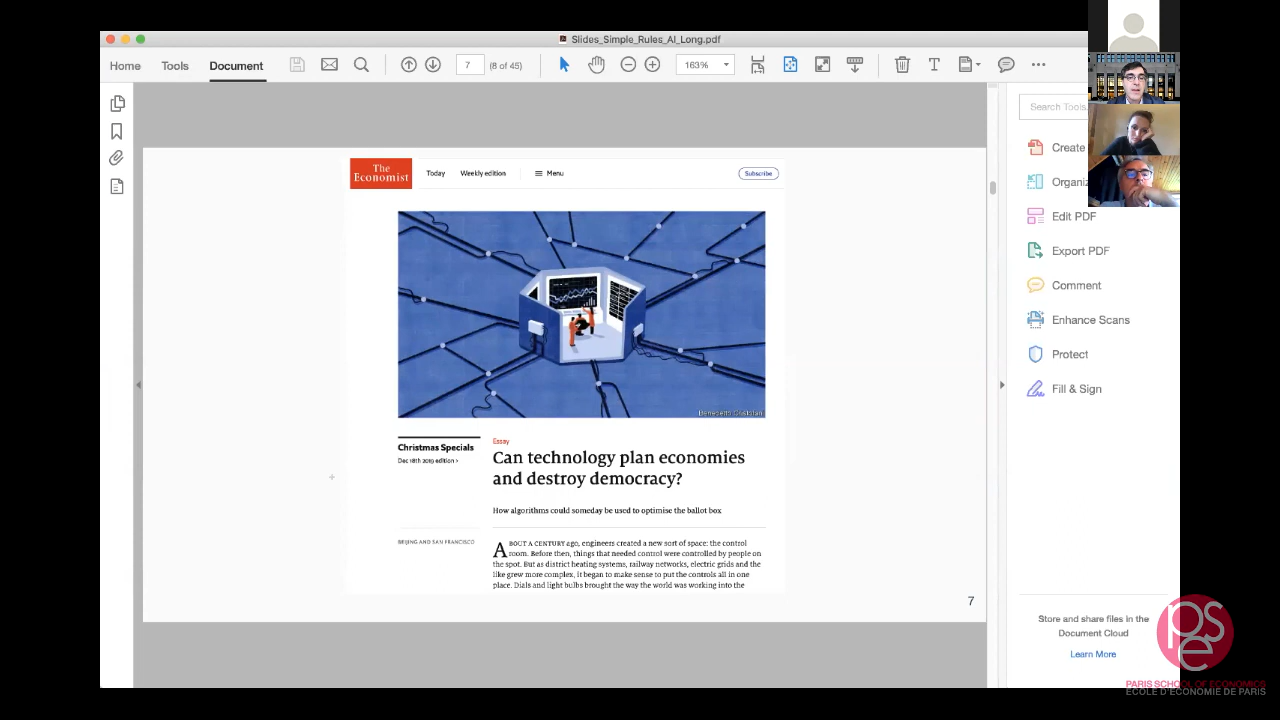 Slides_Simple_Rules_AI_Long.pdf
Home
Tools
Document
7
(8 of 45)
163%
The
Economist
Today
Weekly edition
Menu
Subscribe
Search Tools
Create
Organiz
Edit PDF
Export PDF
Comment
Enhance Scans
Protect
Fill & Sign
Christmas Specials
Dec 18th 2019 edition ›
Essay
Can technology plan economies
and destroy democracy?
How algorithms could someday be used to optimise the ballot box
BEIJING AND SAN FRANCISCO
ABOUT A CENTURY ago, engineers created a new sort of space: the control
room. Before then, things that needed control were controlled by people on
the spot. But as district heating systems, railway networks, electric grids and the
like grew more complex, it began to make sense to put the controls all in one
place. Dials and light bulbs brought the way the world was working into the
7
Store and share files in the
Document Cloud
Learn More
pse
PARIS SCHOOL OF ECONOMICS
ÉCOLE D'ÉCONOMIE DE PARIS